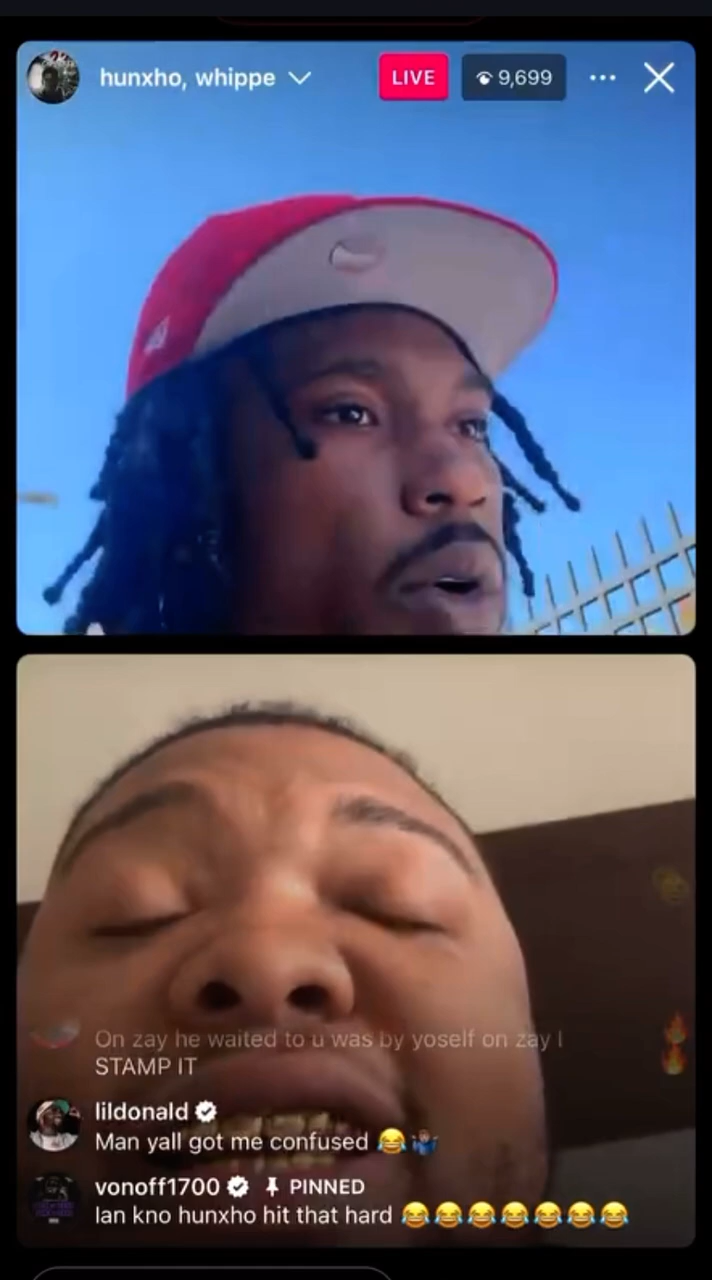 hunxho, whippe
LIVE
9,699
On zay he waited to u was by yoself on zay I
STAMP IT
lildonald
Man yall got me confused 😂🤷🏾‍♂️
vonoff1700 PINNED
Ian kno hunxho hit that hard 😂😂😂😂😂😂😂